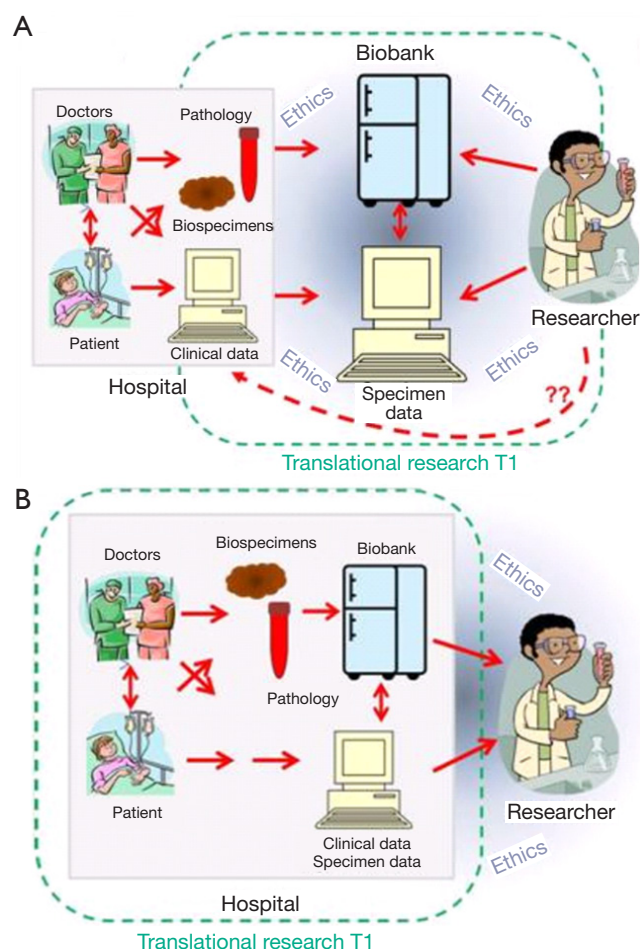 A
Biobank
Doctors
Pathology
Ethics
Ethics
Biospecimens
Patient
Clinical data
Researcher
Hospital
Ethics
Specimen
data
Ethics
??
Translational research T1
B
Doctors
Biospecimens
Biobank
Ethics
Pathology
Patient
Clinical data
Specimen data
Researcher
Ethics
Hospital
Translational research T1